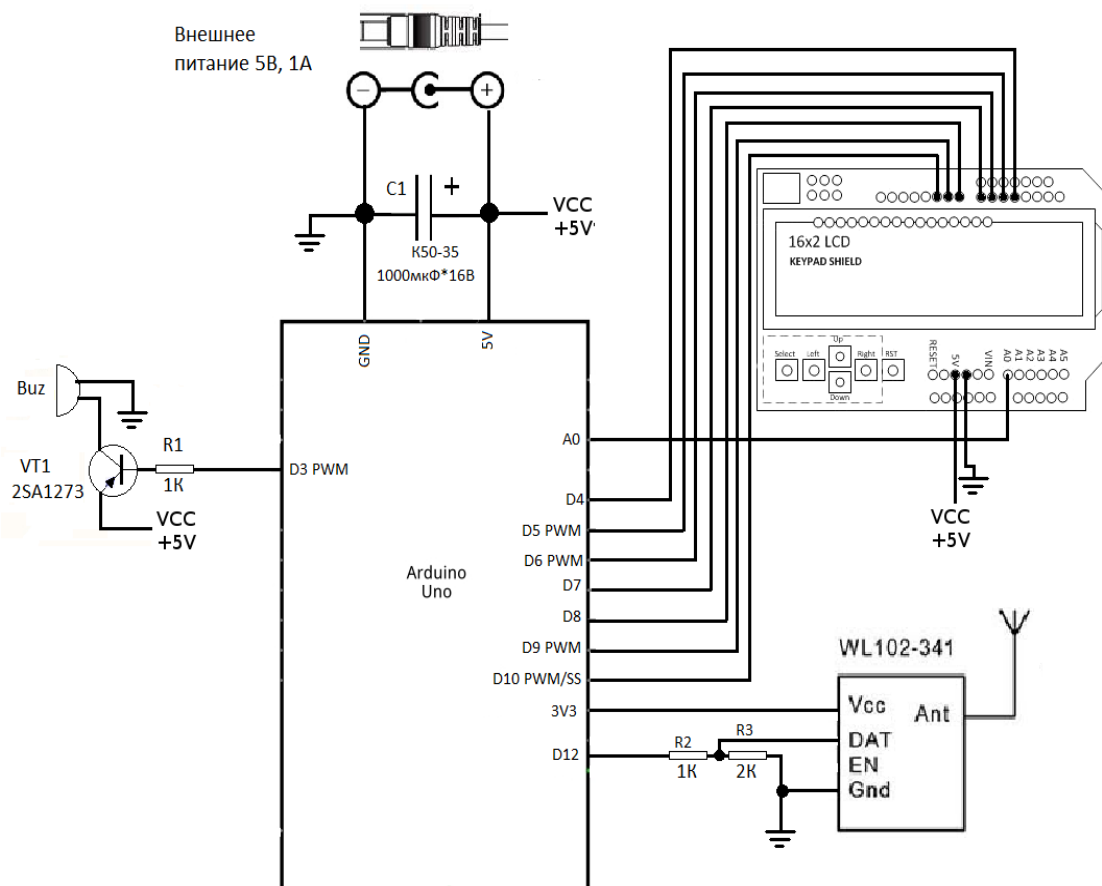 Внешнее
питание 5В, 1А
− +
C1 +
VCC
+5V
К50-35
1000мкФ*16В
GND
5V
16x2 LCD
KEYPAD SHIELD
Select
Left
Up
Down
Right
RST
RESET
5V
VIN
A0
A1
A2
A3
A4
A5
VCC
+5V
Buz
VT1
2SA1273
R1
1К
VCC
+5V
D3 PWM
Arduino
Uno
A0
D4
D5 PWM
D6 PWM
D7
D8
D9 PWM
D10 PWM/SS
3V3
D12
R2
1К
R3
2К
WL102-341
Vcc
DAT
EN
Gnd
Ant